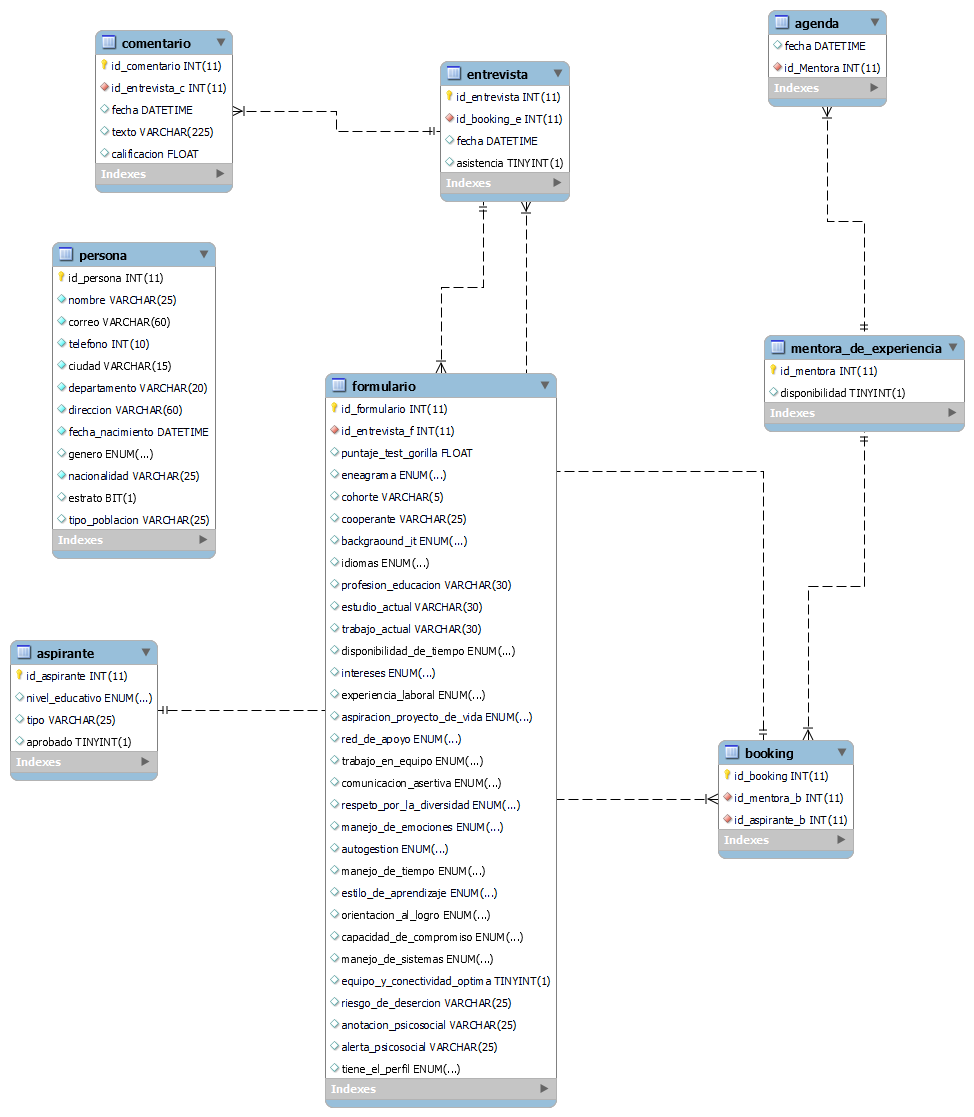 comentario
id_comentario INT(11)
id_entrevista_c INT(11)
fecha DATETIME
texto VARCHAR(225)
calificacion FLOAT
Indexes
entrevista
id_entrevista INT(11)
id_booking_e INT(11)
fecha DATETIME
asistencia TINYINT(1)
Indexes
agenda
fecha DATETIME
id_Mentora INT(11)
Indexes
persona
id_persona INT(11)
nombre VARCHAR(25)
correo VARCHAR(60)
telefono INT(10)
ciudad VARCHAR(15)
departamento VARCHAR(20)
direccion VARCHAR(60)
fecha_nacimiento DATETIME
genero ENUM(...)
nacionalidad VARCHAR(25)
estrato BIT(1)
tipo_poblacion VARCHAR(25)
Indexes
mentora_de_experiencia
id_mentora INT(11)
disponibilidad TINYINT(1)
Indexes
formulario
id_formulario INT(11)
id_entrevista_f INT(11)
puntaje_test_gorilla FLOAT
eneagrama ENUM(...)
cohorte VARCHAR(5)
cooperante VARCHAR(25)
backgraound_it ENUM(...)
idiomas ENUM(...)
profesion_educacion VARCHAR(30)
estudio_actual VARCHAR(30)
trabajo_actual VARCHAR(30)
disponibilidad_de_tiempo ENUM(...)
intereses ENUM(...)
experiencia_laboral ENUM(...)
aspiracion_proyecto_de_vida ENUM(...)
red_de_apoyo ENUM(...)
trabajo_en_equipo ENUM(...)
comunicacion_asertiva ENUM(...)
respeto_por_la_diversidad ENUM(...)
manejo_de_emociones ENUM(...)
autogestion ENUM(...)
manejo_de_tiempo ENUM(...)
estilo_de_aprendizaje ENUM(...)
orientacion_al_logro ENUM(...)
capacidad_de_compromiso ENUM(...)
manejo_de_sistemas ENUM(...)
equipo_y_conectividad_optima TINYINT(1)
riesgo_de_desercion VARCHAR(25)
anotacion_psicosocial VARCHAR(25)
alerta_psicosocial VARCHAR(25)
tiene_el_perfil ENUM(...)
Indexes
aspirante
id_aspirante INT(11)
nivel_educativo ENUM(...)
tipo VARCHAR(25)
aprobado TINYINT(1)
Indexes
booking
id_booking INT(11)
id_mentora_b INT(11)
id_aspirante_b INT(11)
Indexes